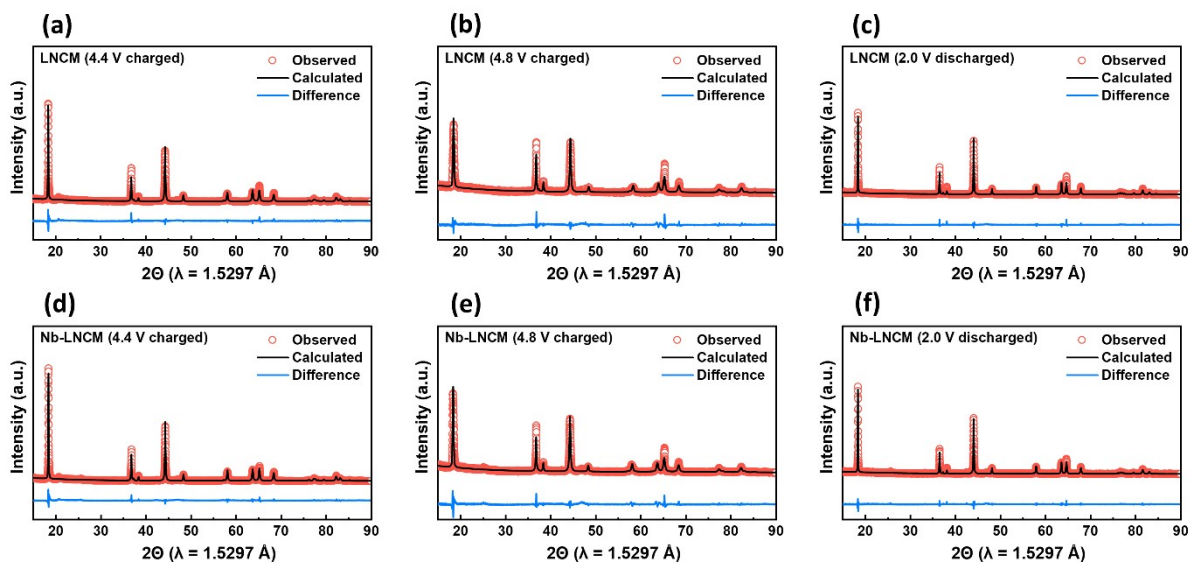 (a)
LNCM (4.4 V charged)
Observed
Calculated
Difference
Intensity (a.u.)
20 30 40 50 60 70 80 90
2Θ (λ = 1.5297 Å)
(b)
LNCM (4.8 V charged)
Observed
Calculated
Difference
Intensity (a.u.)
20 30 40 50 60 70 80 90
2Θ (λ = 1.5297 Å)
(c)
LNCM (2.0 V discharged)
Observed
Calculated
Difference
Intensity (a.u.)
20 30 40 50 60 70 80 90
2Θ (λ = 1.5297 Å)
(d)
Nb-LNCM (4.4 V charged)
Observed
Calculated
Difference
Intensity (a.u.)
20 30 40 50 60 70 80 90
2Θ (λ = 1.5297 Å)
(e)
Nb-LNCM (4.8 V charged)
Observed
Calculated
Difference
Intensity (a.u.)
20 30 40 50 60 70 80 90
2Θ (λ = 1.5297 Å)
(f)
Nb-LNCM (2.0 V discharged)
Observed
Calculated
Difference
Intensity (a.u.)
20 30 40 50 60 70 80 90
2Θ (λ = 1.5297 Å)